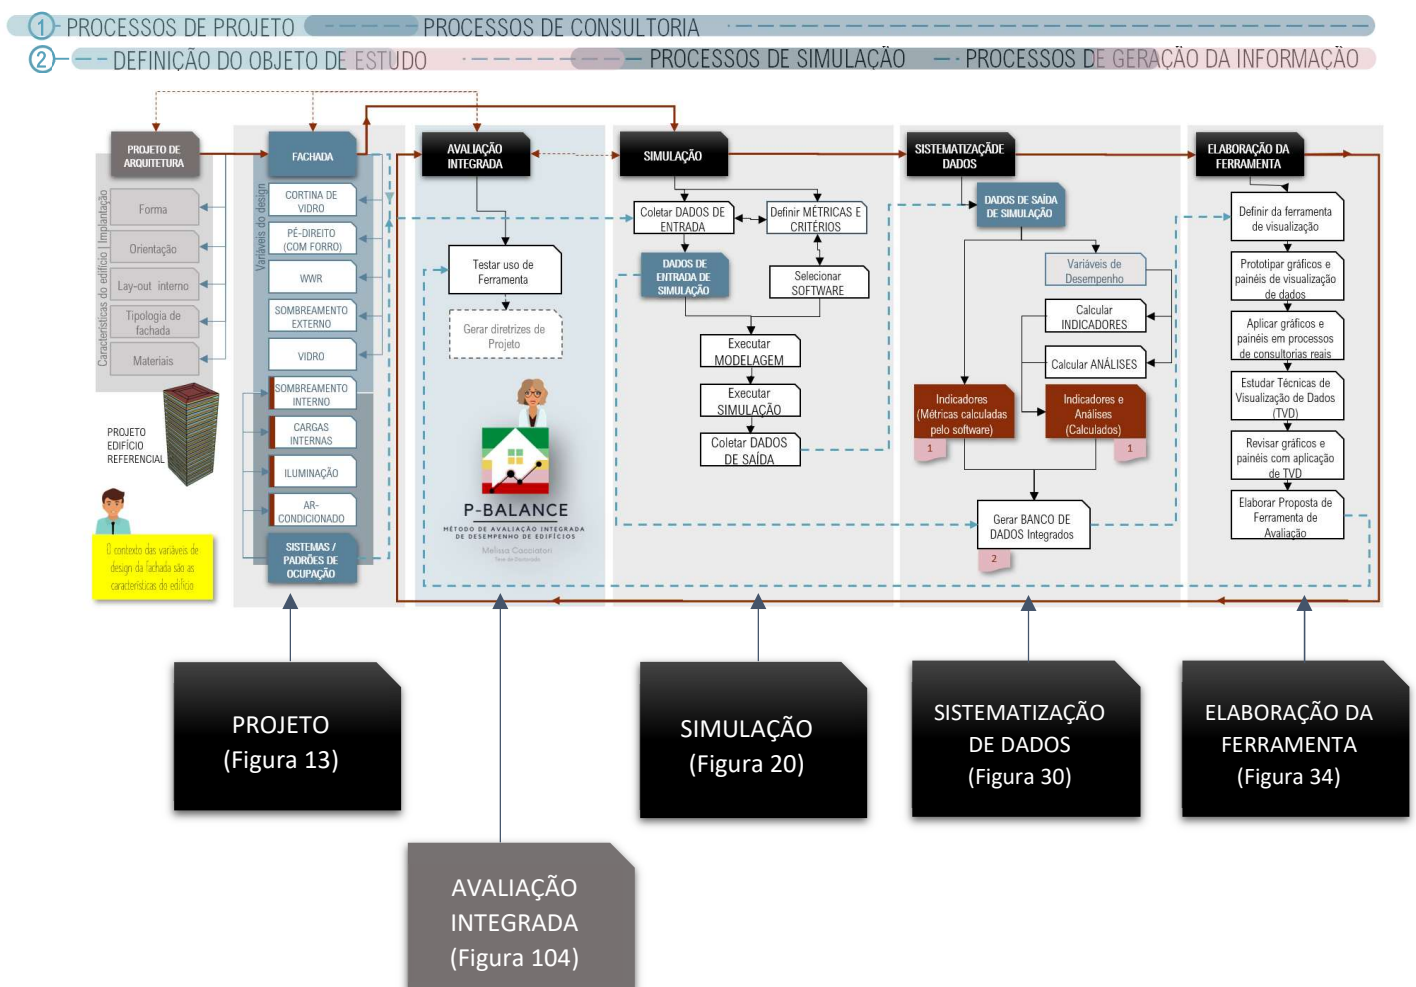 1 PROCESSOS DE PROJETO PROCESSOS DE CONSULTORIA
2 DEFINIÇÃO DO OBJETO DE ESTUDO PROCESSOS DE SIMULAÇÃO PROCESSOS DE GERAÇÃO DA INFORMAÇÃO
PROJETO DE
ARQUITETURA
Características do edifício | Implantação
Forma
Orientação
Lay-out interno
Tipologia de
fachada
Materiais
PROJETO
EDIFÍCIO
REFERENCIAL
O contexto das variáveis de
design da fachada são as
características do edifício
FACHADA
Variáveis do design
CORTINA DE
VIDRO
PÉ-DIREITO
(COM FORRO)
WWR
SOMBREAMENTO
EXTERNO
VIDRO
SOMBREAMENTO
INTERNO
CARGAS
INTERNAS
ILUMINAÇÃO
AR-
CONDICIONADO
SISTEMAS /
PADRÕES DE
OCUPAÇÃO
AVALIAÇÃO
INTEGRADA
Testar uso de
Ferramenta
Gerar diretrizes de
Projeto
P-BALANCE
MÉTODO DE AVALIAÇÃO INTEGRADA
DE DESEMPENHO DE EDIFÍCIOS
Melissa Cacciatori
Tese de Doutorado
SIMULAÇÃO
Coletar DADOS DE
ENTRADA
Definir MÉTRICAS E
CRITÉRIOS
DADOS DE
ENTRADA DE
SIMULAÇÃO
Selecionar
SOFTWARE
Executar
MODELAGEM
Executar
SIMULAÇÃO
Coletar DADOS
DE SAÍDA
SISTEMATIZAÇÃDE
DADOS
DADOS DE SAÍDA
DE SIMULAÇÃO
Variáveis de
Desempenho
Calcular
INDICADORES
Calcular ANÁLISES
Indicadores
(Métricas calculadas
pelo software)
1
Indicadores e
Análises
(Calculados)
1
Gerar BANCO DE
DADOS Integrados
2
ELABORAÇÃO DA
FERRAMENTA
Definir da ferramenta
de visualização
Prototipar gráficos e
painéis de visualização
de dados
Aplicar gráficos e
painéis em processos
de consultorias reais
Estudar Técnicas de
Visualização de Dados
(TVD)
Revisar gráficos e
painéis com aplicação
de TVD
Elaborar Proposta de
Ferramenta de
Avaliação
PROJETO
(Figura 13)
AVALIAÇÃO
INTEGRADA
(Figura 104)
SIMULAÇÃO
(Figura 20)
SISTEMATIZAÇÃO
DE DADOS
(Figura 30)
ELABORAÇÃO DA
FERRAMENTA
(Figura 34)